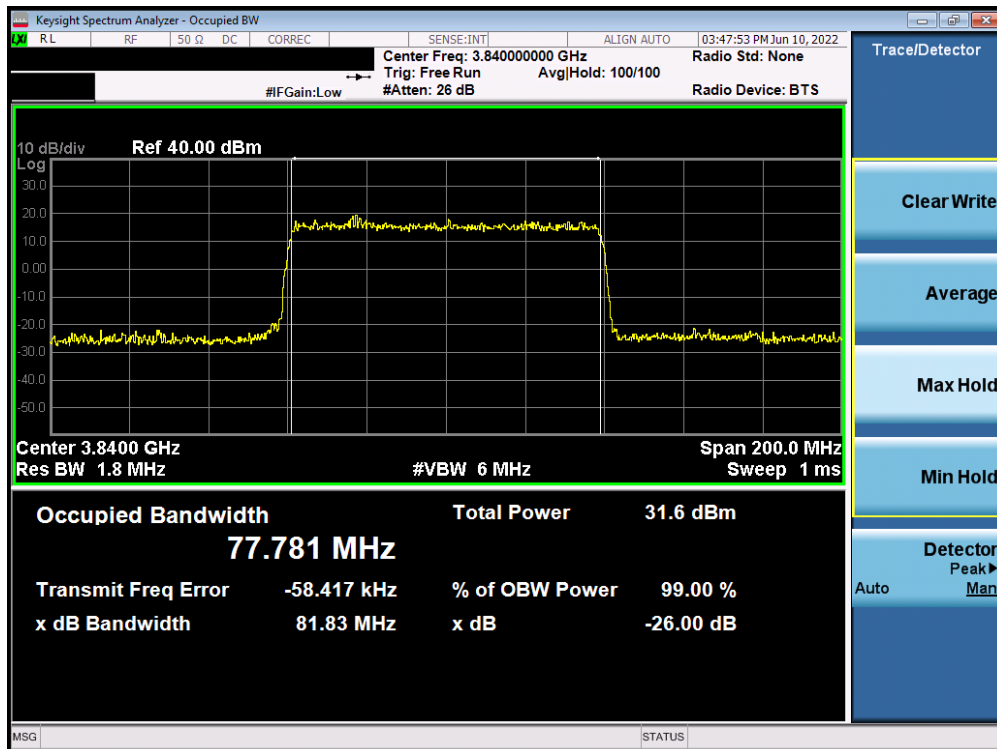 Keysight Spectrum Analyzer - Occupied BW
LXI RL RF 50 Ω DC CORREC SENSE:INT ALIGN AUTO 03:47:53 PM Jun 10, 2022
Center Freq: 3.840000000 GHz Radio Std: None
Trig: Free Run Avg|Hold: 100/100
#IFGain:Low #Atten: 26 dB Radio Device: BTS
10 dB/div Ref 40.00 dBm
Log
30.0
20.0
10.0
0.00
-10.0
-20.0
-30.0
-40.0
-50.0
Center 3.8400 GHz Span 200.0 MHz
Res BW 1.8 MHz #VBW 6 MHz Sweep 1 ms
Occupied Bandwidth Total Power 31.6 dBm
77.781 MHz
Transmit Freq Error -58.417 kHz % of OBW Power 99.00 %
x dB Bandwidth 81.83 MHz x dB -26.00 dB
MSG STATUS
Trace/Detector
Clear Write
Average
Max Hold
Min Hold
Detector
Peak▶
Auto Man